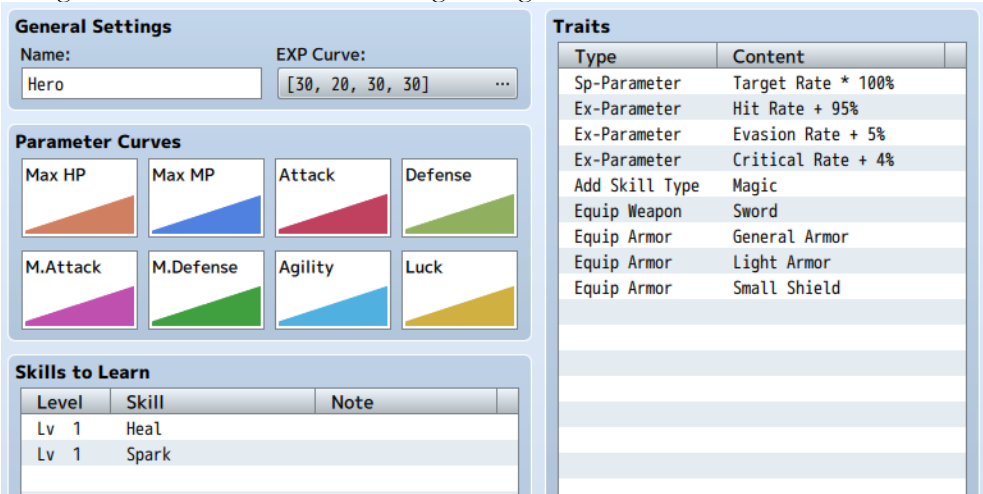 General Settings
Name:
EXP Curve:
Hero
[30, 20, 30, 30] ...
Parameter Curves
Max HP
Max MP
Attack
Defense
M.Attack
M.Defense
Agility
Luck
Skills to Learn
Level Skill Note
Lv 1 Heal
Lv 1 Spark
Traits
Type Content
Sp-Parameter Target Rate * 100%
Ex-Parameter Hit Rate + 95%
Ex-Parameter Evasion Rate + 5%
Ex-Parameter Critical Rate + 4%
Add Skill Type Magic
Equip Weapon Sword
Equip Armor General Armor
Equip Armor Light Armor
Equip Armor Small Shield